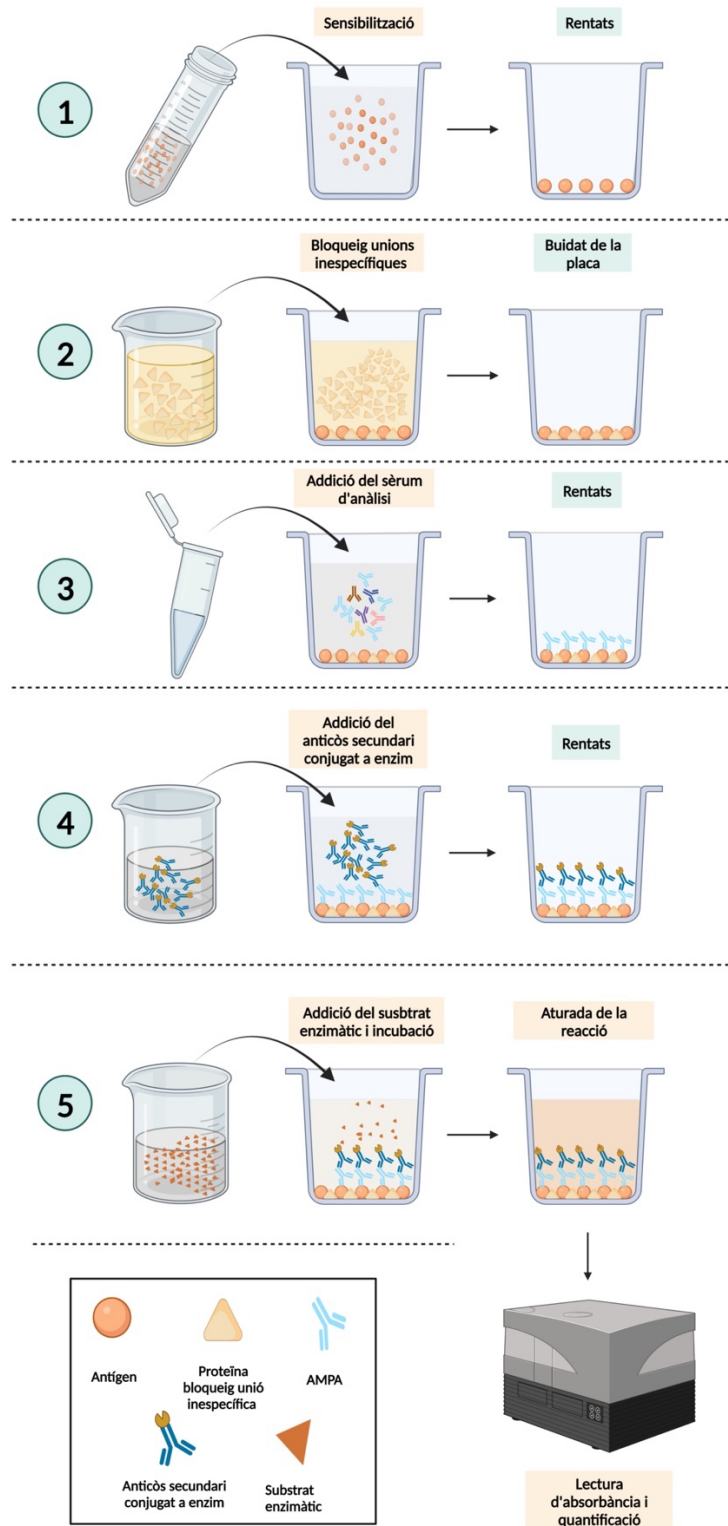 Sensibilització
Rentats
1
Bloqueig unions
inespecífiques
Buidat de la
placa
2
Addició del sèrum
d'anàlisi
Rentats
3
Addició del
anticòs secundari
conjugat a enzim
Rentats
4
Addició del susbtrat
enzimàtic i incubació
Aturada de la
reacció
5
Antígen
Proteïna
bloqueig unió
inespecífica
AMPA
Anticòs secundari
conjugat a enzim
Substrat
enzimàtic
Lectura
d'absorbància i
quantificació